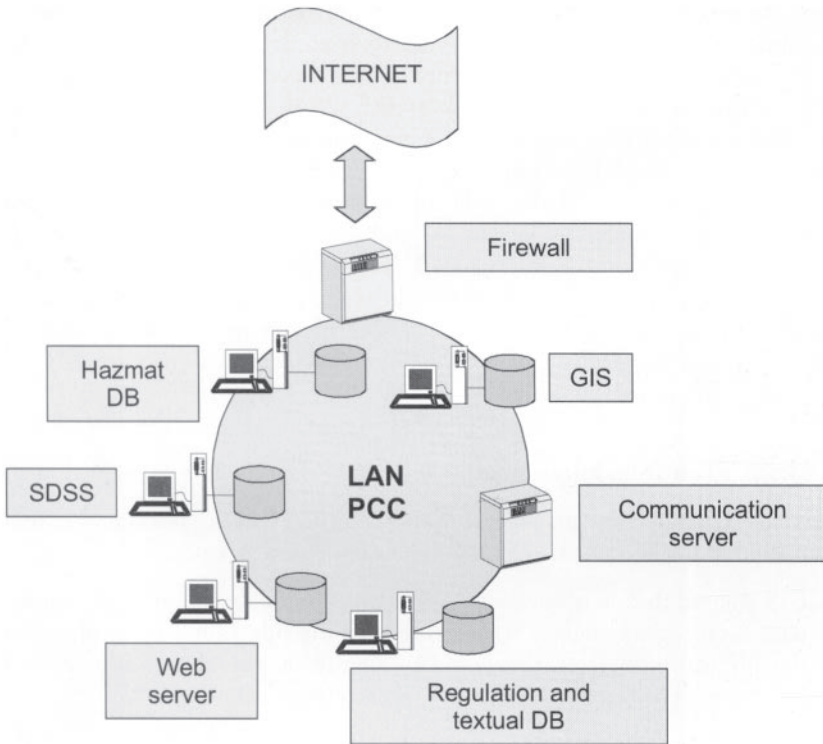 INTERNET
Firewall
Hazmat
DB
GIS
SDSS
LAN
PCC
Communication
server
Web
server
Regulation and
textual DB